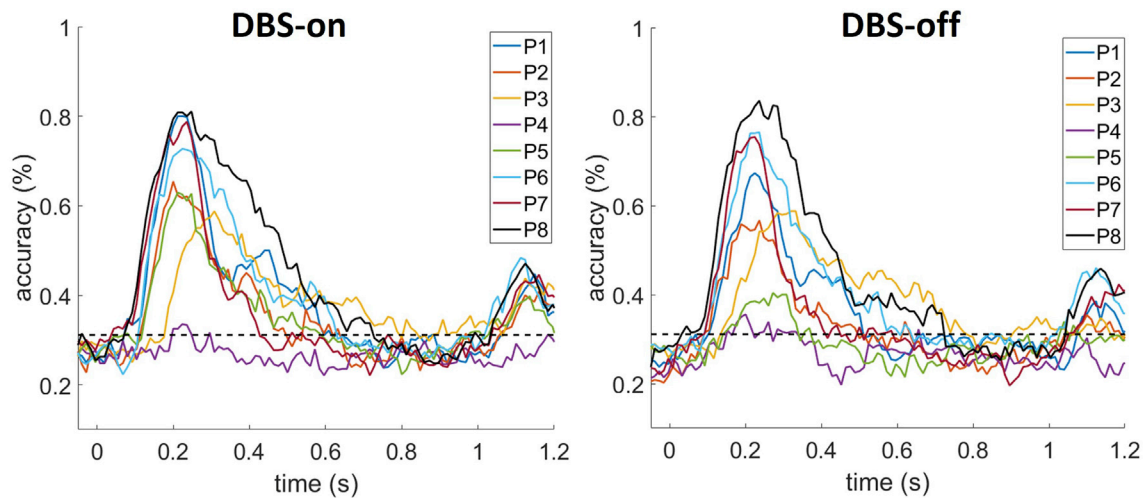 DBS-on
1
0.8
0.6
0.4
0.2
accuracy (%)
0 0.2 0.4 0.6 0.8 1 1.2
time (s)
P1
P2
P3
P4
P5
P6
P7
P8
DBS-off
1
0.8
0.6
0.4
0.2
accuracy (%)
0 0.2 0.4 0.6 0.8 1 1.2
time (s)
P1
P2
P3
P4
P5
P6
P7
P8